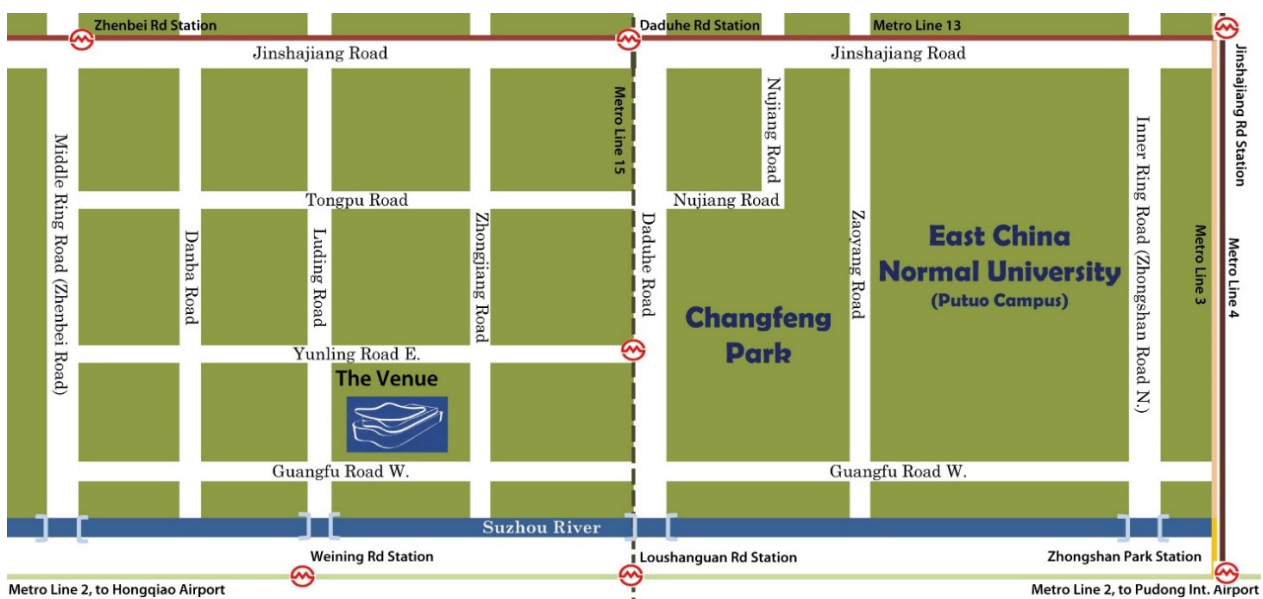 Zhenbei Rd Station
Daduhe Rd Station
Metro Line 13
Jinshajiang Road
Jinshajiang Road
Jinshajiang Rd Station
Metro Line 15
Nujiang Road
Middle Ring Road (Zhenbei Road)
Inner Ring Road (Zhongshan Road N.)
Tongpu Road
Nujiang Road
Danba Road
Luding Road
Zhongjiang Road
Daduhe Road
Zaoyang Road
East China
Normal University
(Putuo Campus)
Metro Line 3
Metro Line 4
Changfeng
Park
Yunling Road E.
The Venue
Guangfu Road W.
Guangfu Road W.
Suzhou River
Weining Rd Station
Loushanguan Rd Station
Zhongshan Park Station
Metro Line 2, to Hongqiao Airport
Metro Line 2, to Pudong Int. Airport